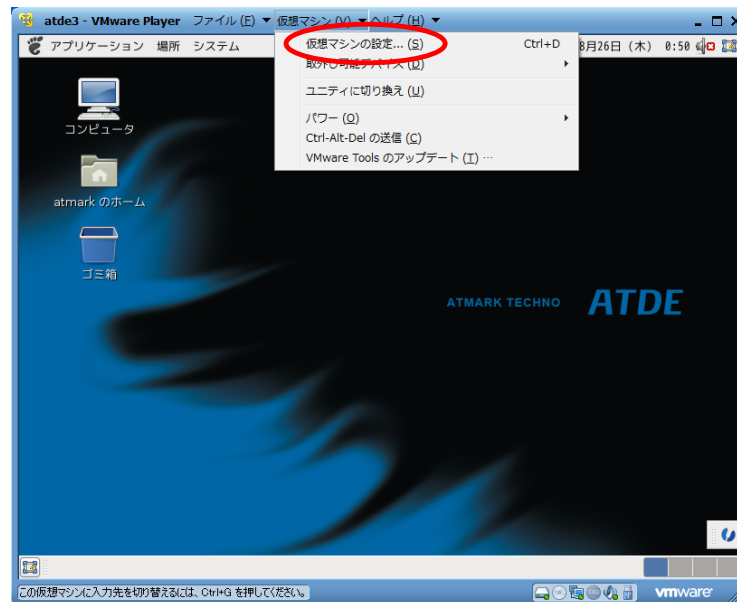 atde3 - VMware Player ファイル (F) ▼ 仮想マシン (V) ▼ ヘルプ (H) ▼
アプリケーション 場所 システム
8月26日 (木) 0:50
仮想マシンの設定... (S) Ctrl+D
取外し可能デバイス (D)
ユニティに切り換え (U)
パワー (O)
Ctrl-Alt-Del の送信 (C)
VMware Tools のアップデート (T) ...
コンピュータ
atmark のホーム
ゴミ箱
ATMARK TECHNO ATDE
この仮想マシンに入力先を切り替えるには、Ctrl+G を押してください。
vmware